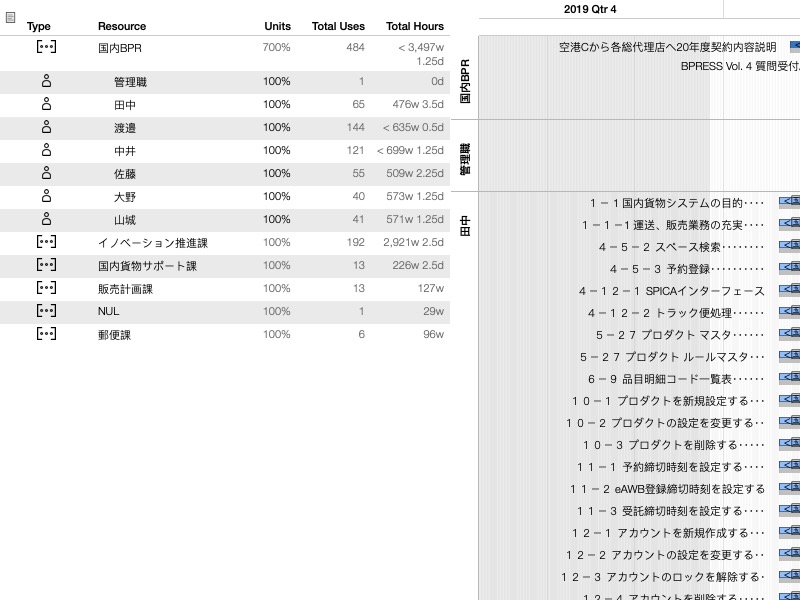 2019 Qtr 4
Type Resource Units Total Uses Total Hours
国内BPR 700% 484 < 3,497w 1.25d
管理職 100% 1 0d
田中 100% 65 476w 3.5d
渡邉 100% 144 < 635w 0.5d
中井 100% 121 < 699w 1.25d
佐藤 100% 55 509w 2.25d
大野 100% 40 573w 1.25d
山城 100% 41 571w 1.25d
イノベーション推進課 100% 192 2,921w 2.5d
国内貨物サポート課 100% 13 226w 2.5d
販売計画課 100% 13 127w
NUL 100% 1 29w
郵便課 100% 6 96w
国内BPR
空港Cから各総代理店へ20年度契約内容説明
BPRESS Vol. 4 質問受付
管理職
田中
１－１国内貨物システムの目的････
１－１－１運送、販売業務の充実････
４－５－２ スペース検索････････
４－５－３ 予約登録･･････････
４－１２－１ SPICAインターフェース
４－１２－２ トラック便処理･･････
５－２７ プロダクト マスタ･･････
５－２７ プロダクト ルールマスタ･･･
６－９ 品目明細コード一覧表･･････
１０－１ プロダクトを新規設定する･･･
１０－２ プロダクトの設定を変更する･･
１０－３ プロダクトを削除する･････
１１－１ 予約締切時刻を設定する････
１１－２ eAWB登録締切時刻を設定する
１１－３ 受託締切時刻を設定する････
１２－１ アカウントを新規作成する･･･
１２－２ アカウントの設定を変更する･･
１２－３ アカウントのロックを解除する･
１２－４ アカウントを削除する･････